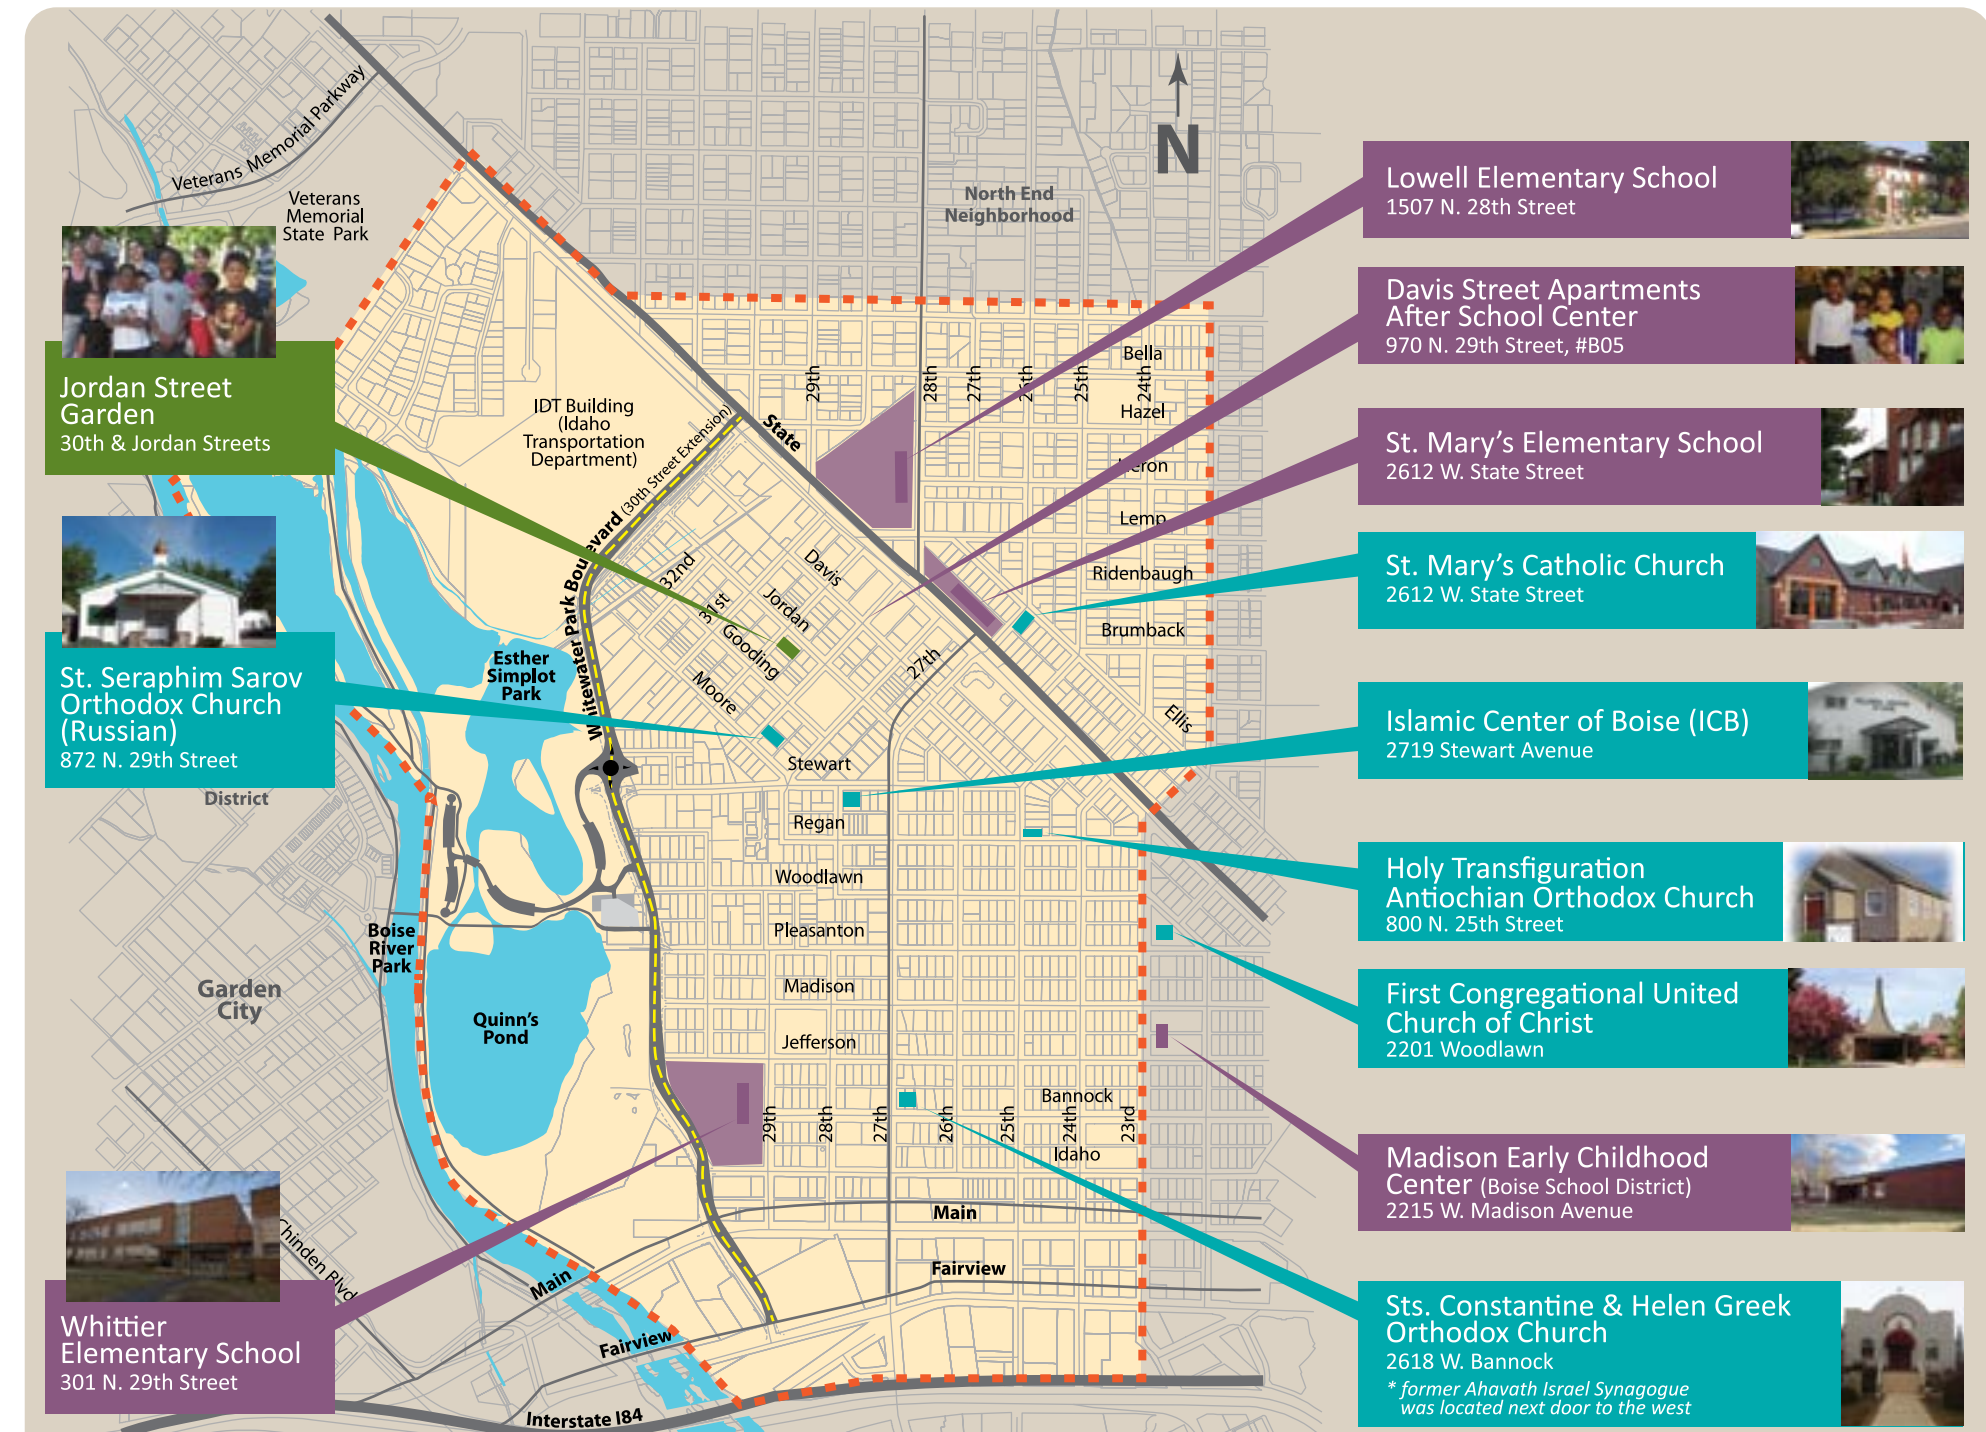 Veterans Memorial Parkway
Veterans
Memorial
State Park
North End
Neighborhood
N
Lowell Elementary School
1507 N. 28th Street
Davis Street Apartments
After School Center
970 N. 29th Street, #B05
St. Mary's Elementary School
2612 W. State Street
St. Mary's Catholic Church
2612 W. State Street
Islamic Center of Boise (ICB)
2719 Stewart Avenue
Holy Transfiguration
Antiochian Orthodox Church
800 N. 25th Street
First Congregational United
Church of Christ
2201 Woodlawn
Madison Early Childhood
Center (Boise School District)
2215 W. Madison Avenue
Sts. Constantine & Helen Greek
Orthodox Church
2618 W. Bannock
* former Ahavath Israel Synagogue
was located next door to the west
Jordan Street
Garden
30th & Jordan Streets
St. Seraphim Sarov
Orthodox Church
(Russian)
872 N. 29th Street
District
Garden
City
Whittier
Elementary School
301 N. 29th Street
IDT Building
(Idaho
Transportation
Department)
Whitewater Park Boulevard (30th Street Extension)
State
29th
28th
27th
26th
25th
24th
Bella
Hazel
Heron
Lemp
Ridenbaugh
Brumback
Ellis
Davis
Jordan
32nd
31st
Gooding
Moore
27th
Stewart
Regan
Woodlawn
Pleasanton
Madison
Jefferson
Bannock
Idaho
29th
28th
27th
26th
25th
24th
23rd
Esther
Simplot
Park
Boise
River
Park
Quinn's
Pond
Main
Fairview
Main
Fairview
Chinden Blvd
Interstate I84